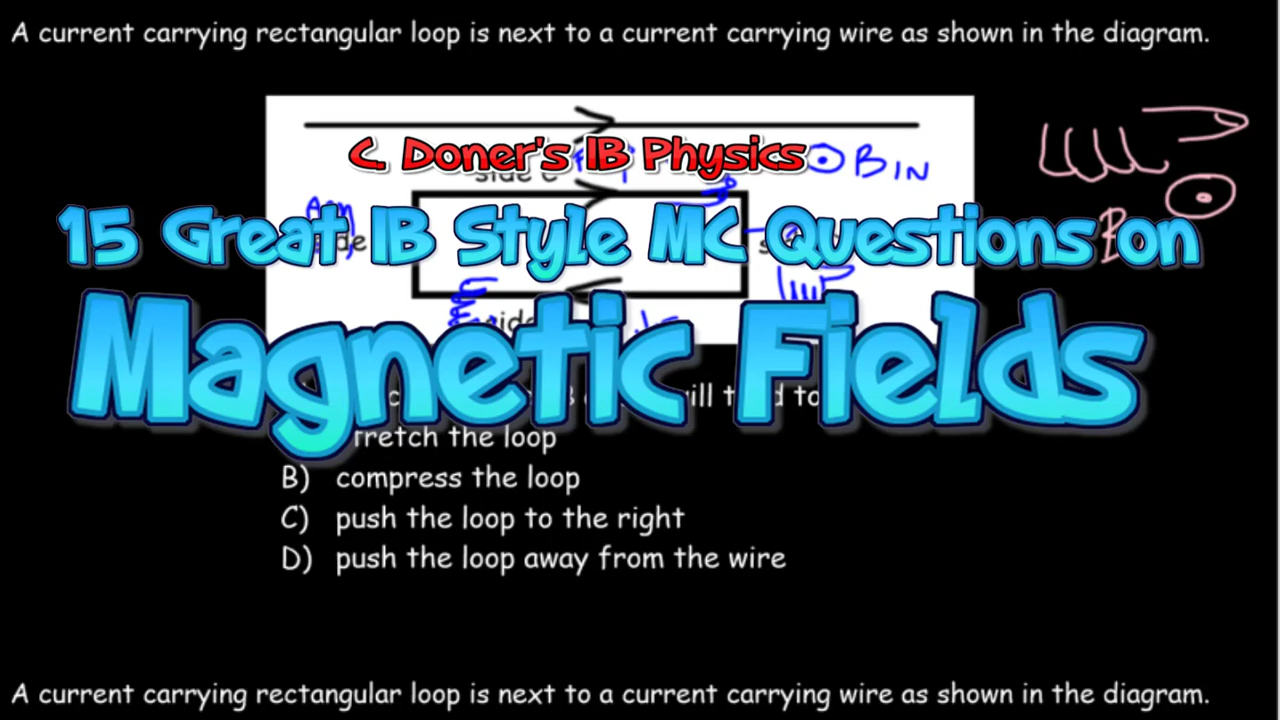 A current carrying rectangular loop is next to a current carrying wire as shown in the diagram.
C Doner's IB Physics
B IN
15 Great IB Style MC Questions on
Magnetic Fields
the loop
B) compress the loop
C) push the loop to the right
D) push the loop away from the wire
A current carrying rectangular loop is next to a current carrying wire as shown in the diagram.